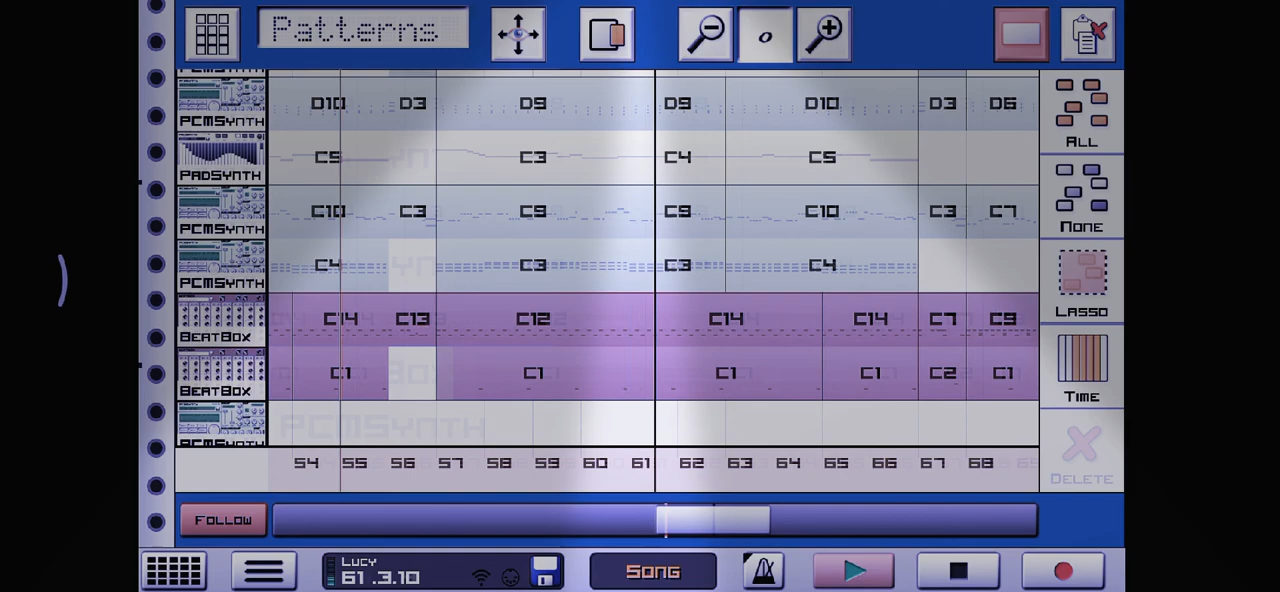 Patterns
o
PCMSynth D10 D3 D9 D9 D10 D3 D6
PadSynth C5 C3 C4 C5
PCMSynth C10 C3 C9 C9 C10 C3 C7
PCMSynth C4 C3 C3 C4
BeatBox C14 C13 C12 C14 C14 C7 C9
BeatBox C1 C1 C1 C1 C2 C1
PCMSynth
54 55 56 57 58 59 60 61 62 63 64 65 66 67 68 69
All
None
Lasso
Time
Delete
Follow
Lucy
61 .3.10
Song